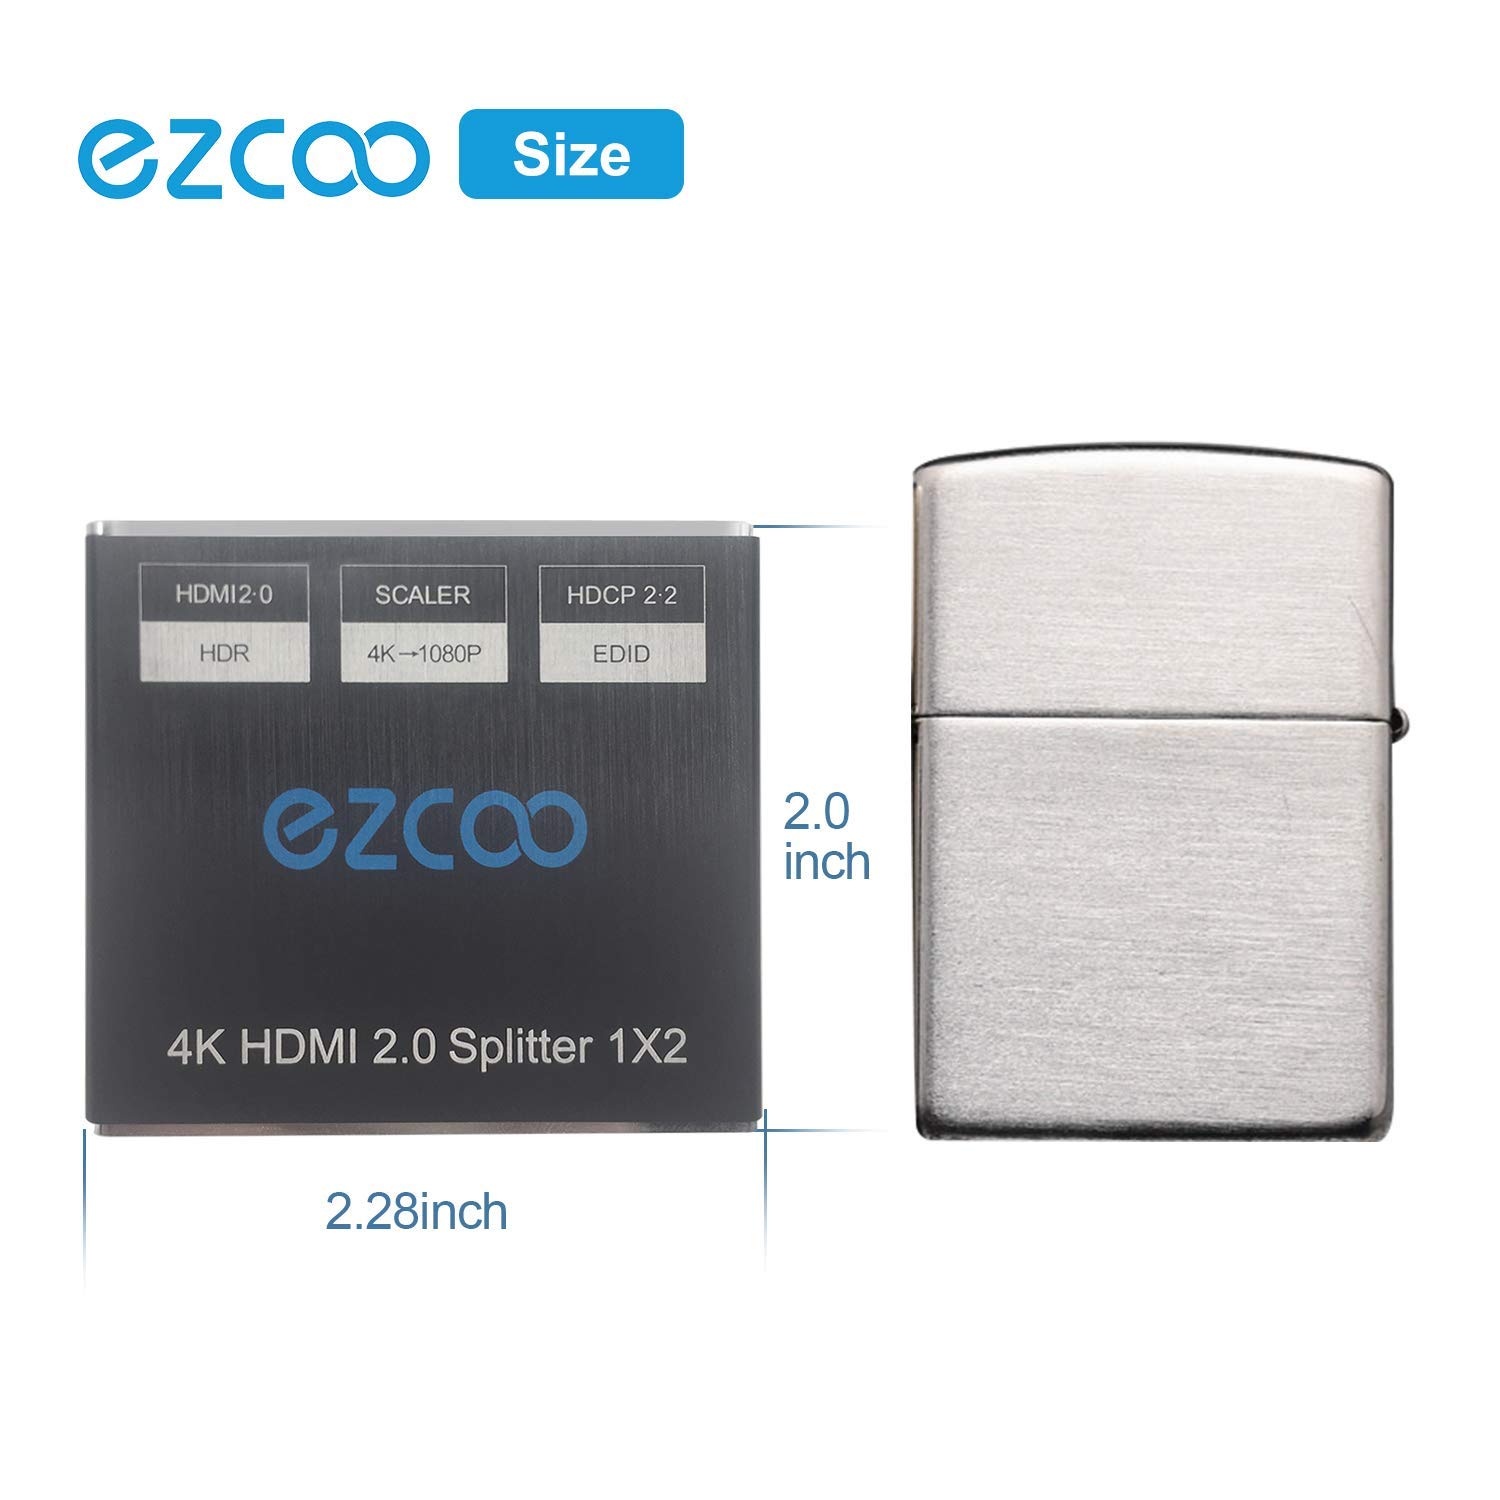 ezcoo Size
HDMI2·0 SCALER HDCP 2·2
HDR 4K→1080P EDID
ezcoo
4K HDMI 2.0 Splitter 1X2
2.0
inch
2.28inch